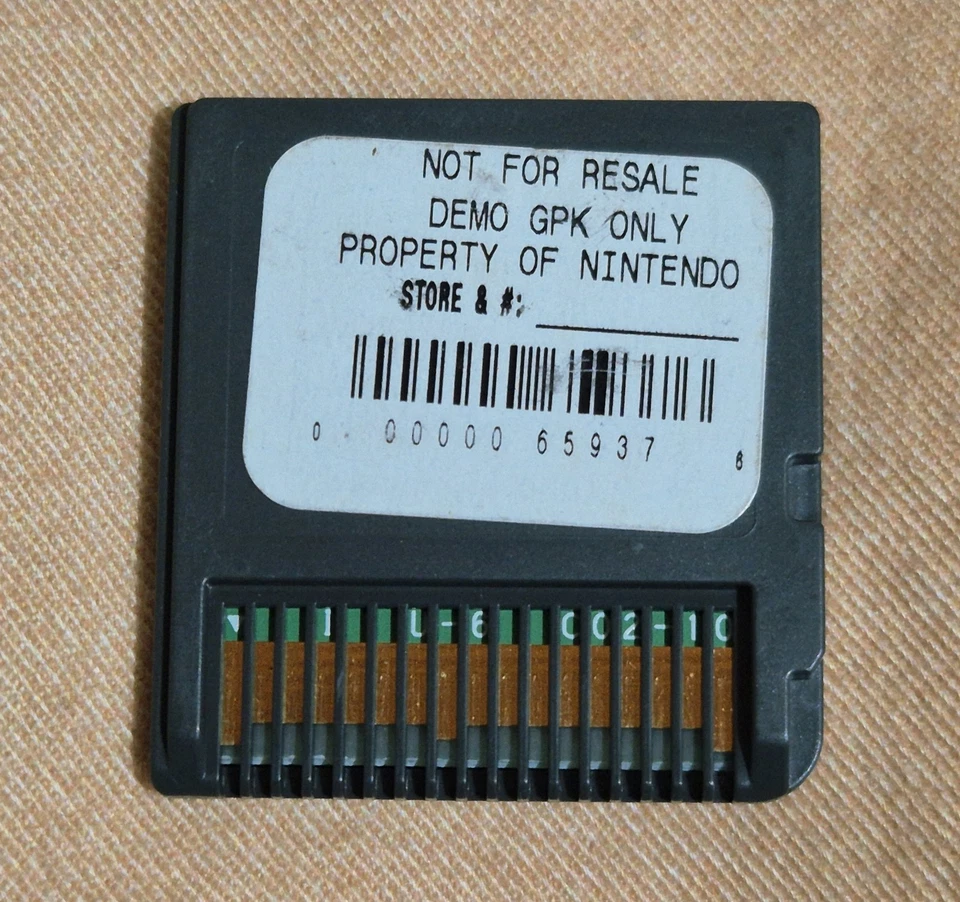 NOT FOR RESALE
DEMO GPK ONLY
PROPERTY OF NINTENDO
STORE & #:
0 00000 65937 6